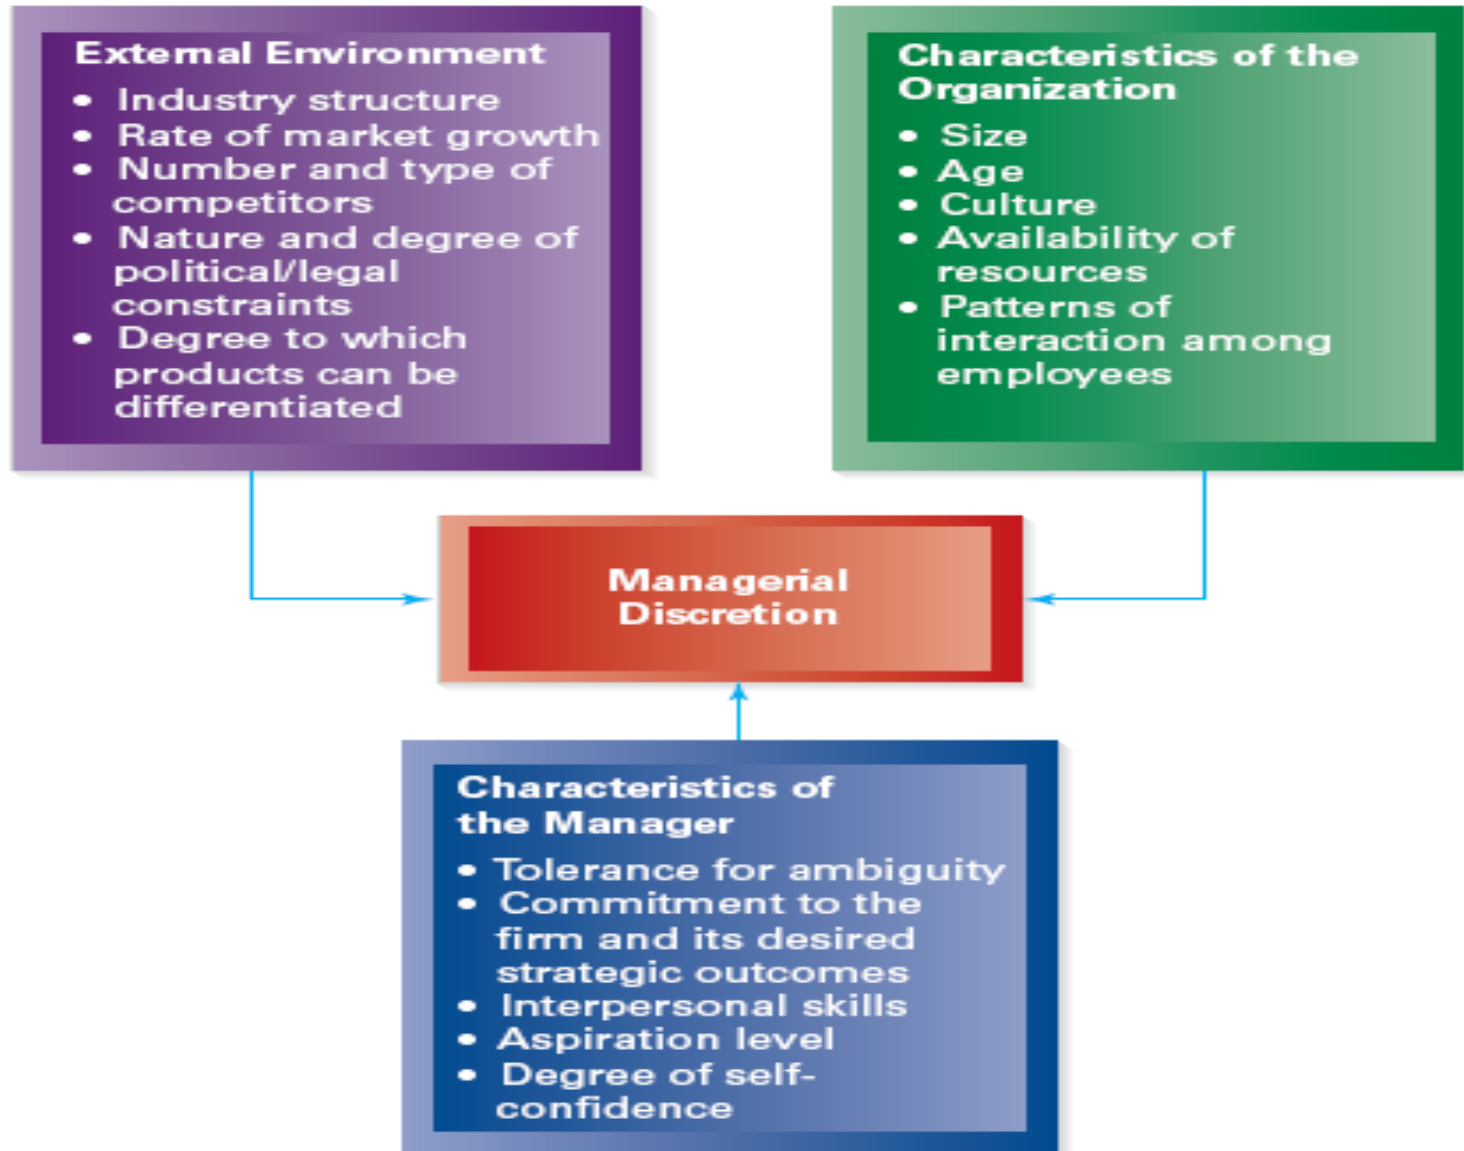 External Environment
• Industry structure
• Rate of market growth
• Number and type of
competitors
• Nature and degree of
political/legal
constraints
• Degree to which
products can be
differentiated
Characteristics of the
Organization
• Size
• Age
• Culture
• Availability of
resources
• Patterns of
interaction among
employees
Managerial
Discretion
Characteristics of
the Manager
• Tolerance for ambiguity
• Commitment to the
firm and its desired
strategic outcomes
• Interpersonal skills
• Aspiration level
• Degree of self-
confidence